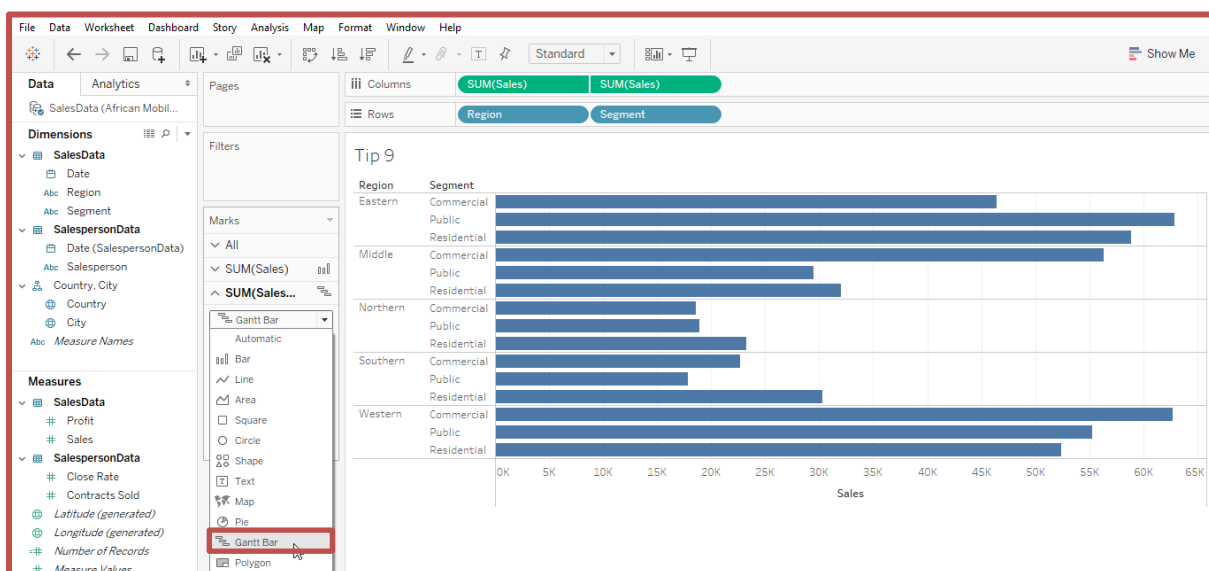 File Data Worksheet Dashboard Story Analysis Map Format Window Help
Standard
Show Me
Data Analytics
SalesData (African Mobil...
Dimensions
SalesData
Date
Abc Region
Abc Segment
SalespersonData
Date (SalespersonData)
Abc Salesperson
Country, City
Country
City
Abc Measure Names
Measures
SalesData
# Profit
# Sales
SalespersonData
# Close Rate
# Contracts Sold
Latitude (generated)
Longitude (generated)
=# Number of Records
# Measure Values
Pages
Filters
Marks
All
SUM(Sales)
SUM(Sales...
Gantt Bar
Automatic
Bar
Line
Area
Square
Circle
Shape
T Text
Map
Pie
Gantt Bar
Polygon
Columns SUM(Sales) SUM(Sales)
Rows Region Segment
Tip 9
Region Segment
Eastern Commercial
Public
Residential
Middle Commercial
Public
Residential
Northern Commercial
Public
Residential
Southern Commercial
Public
Residential
Western Commercial
Public
Residential
0K 5K 10K 15K 20K 25K 30K 35K 40K 45K 50K 55K 60K 65K
Sales